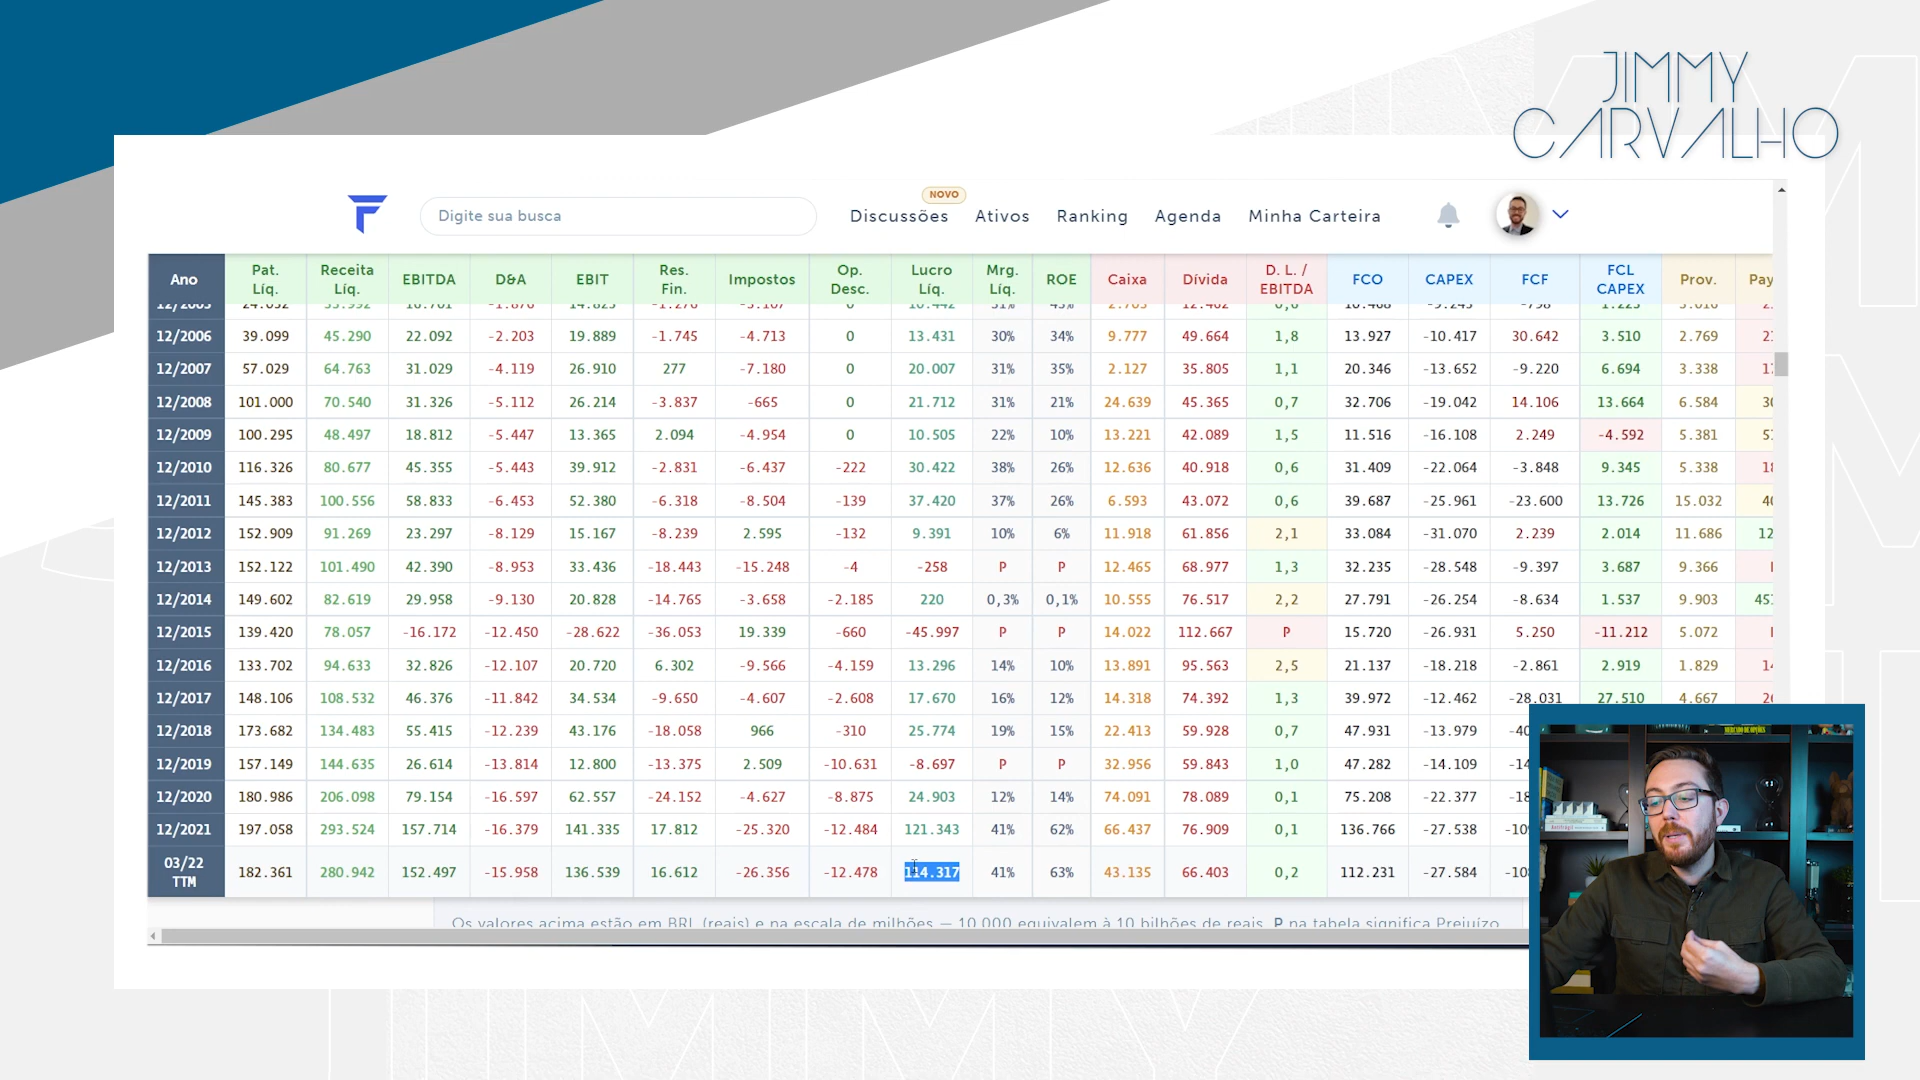 JIMMY
CARVALHO
NOVO
Digite sua busca Discussões Ativos Ranking Agenda Minha Carteira
Ano Pat. Líq. Receita Líq. EBITDA D&A EBIT Res. Fin. Impostos Op. Desc. Lucro Líq. Mrg. Líq. ROE Caixa Dívida D. L. / EBITDA FCO CAPEX FCF FCL CAPEX Prov. Pay
12/2006 39.099 45.290 22.092 -2.203 19.889 -1.745 -4.713 0 13.431 30% 34% 9.777 49.664 1,8 13.927 -10.417 30.642 3.510 2.769
12/2007 57.029 64.763 31.029 -4.119 26.910 277 -7.180 0 20.007 31% 35% 2.127 35.805 1,1 20.346 -13.652 -9.220 6.694 3.338
12/2008 101.000 70.540 31.326 -5.112 26.214 -3.837 -665 0 21.712 31% 21% 24.639 45.365 0,7 32.706 -19.042 14.106 13.664 6.584
12/2009 100.295 48.497 18.812 -5.447 13.365 2.094 -4.954 0 10.505 22% 10% 13.221 42.089 1,5 11.516 -16.108 2.249 -4.592 5.381
12/2010 116.326 80.677 45.355 -5.443 39.912 -2.831 -6.437 -222 30.422 38% 26% 12.636 40.918 0,6 31.409 -22.064 -3.848 9.345 5.338
12/2011 145.383 100.556 58.833 -6.453 52.380 -6.318 -8.504 -139 37.420 37% 26% 6.593 43.072 0,6 39.687 -25.961 -23.600 13.726 15.032
12/2012 152.909 91.269 23.297 -8.129 15.167 -8.239 2.595 -132 9.391 10% 6% 11.918 61.856 2,1 33.084 -31.070 2.239 2.014 11.686
12/2013 152.122 101.490 42.390 -8.953 33.436 -18.443 -15.248 -4 -258 P P 12.465 68.977 1,3 32.235 -28.548 -9.397 3.687 9.366
12/2014 149.602 82.619 29.958 -9.130 20.828 -14.765 -3.658 -2.185 220 0,3% 0,1% 10.555 76.517 2,2 27.791 -26.254 -8.634 1.537 9.903
12/2015 139.420 78.057 -16.172 -12.450 -28.622 -36.053 19.339 -660 -45.997 P P 14.022 112.667 P 15.720 -26.931 5.250 -11.212 5.072
12/2016 133.702 94.633 32.826 -12.107 20.720 6.302 -9.566 -4.159 13.296 14% 10% 13.891 95.563 2,5 21.137 -18.218 -2.861 2.919 1.829
12/2017 148.106 108.532 46.376 -11.842 34.534 -9.650 -4.607 -2.608 17.670 16% 12% 14.318 74.392 1,3 39.972 -12.462 -28.031 27.510 4.667
12/2018 173.682 134.483 55.415 -12.239 43.176 -18.058 966 -310 25.774 19% 15% 22.413 59.928 0,7 47.931 -13.979
12/2019 157.149 144.635 26.614 -13.814 12.800 -13.375 2.509 -10.631 -8.697 P P 32.956 59.843 1,0 47.282 -14.109
12/2020 180.986 206.098 79.154 -16.597 62.557 -24.152 -4.627 -8.875 24.903 12% 14% 74.091 78.089 0,1 75.208 -22.377
12/2021 197.058 293.524 157.714 -16.379 141.335 17.812 -25.320 -12.484 121.343 41% 62% 66.437 76.909 0,1 136.766 -27.538
03/22 TTM 182.361 280.942 152.497 -15.958 136.539 16.612 -26.356 -12.478 114.317 41% 63% 43.135 66.403 0,2 112.231 -27.584
Os valores acima estão em BRL (reais) e na escala de milhões — 10.000 equivalem à 10 bilhões de reais. P na tabela significa Prejuízo